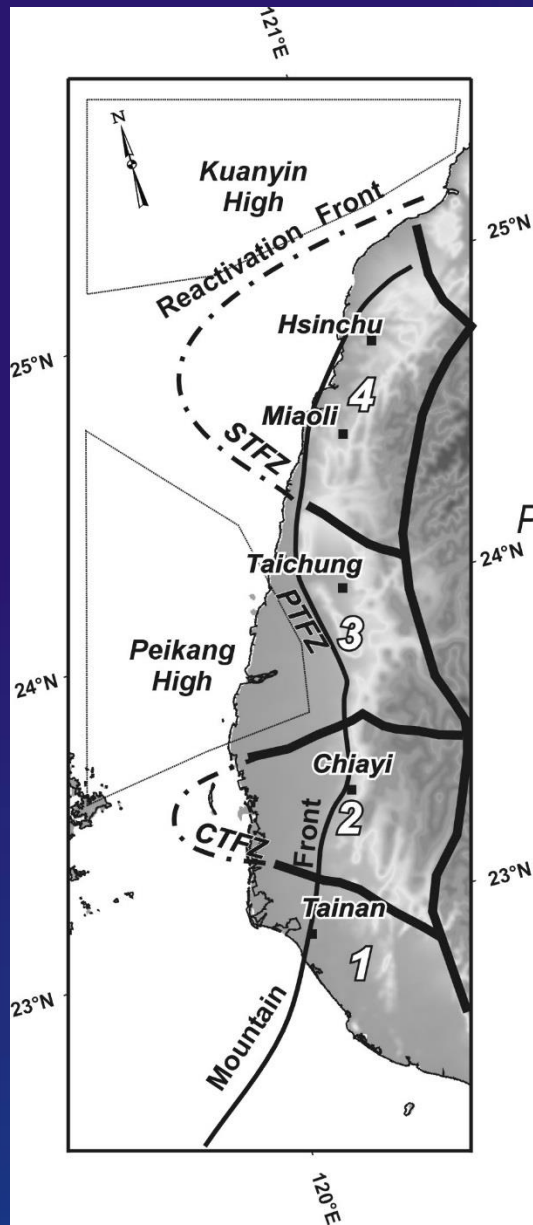 121°E
N
Kuanyin
High
Reactivation Front
25°N
Hsinchu
25°N
4
Miaoli
STFZ
P
24°N
Taichung
PTFZ
3
Peikang
High
24°N
Chiayi
2
Front
CTFZ
23°N
Tainan
1
23°N
Mountain
120°E